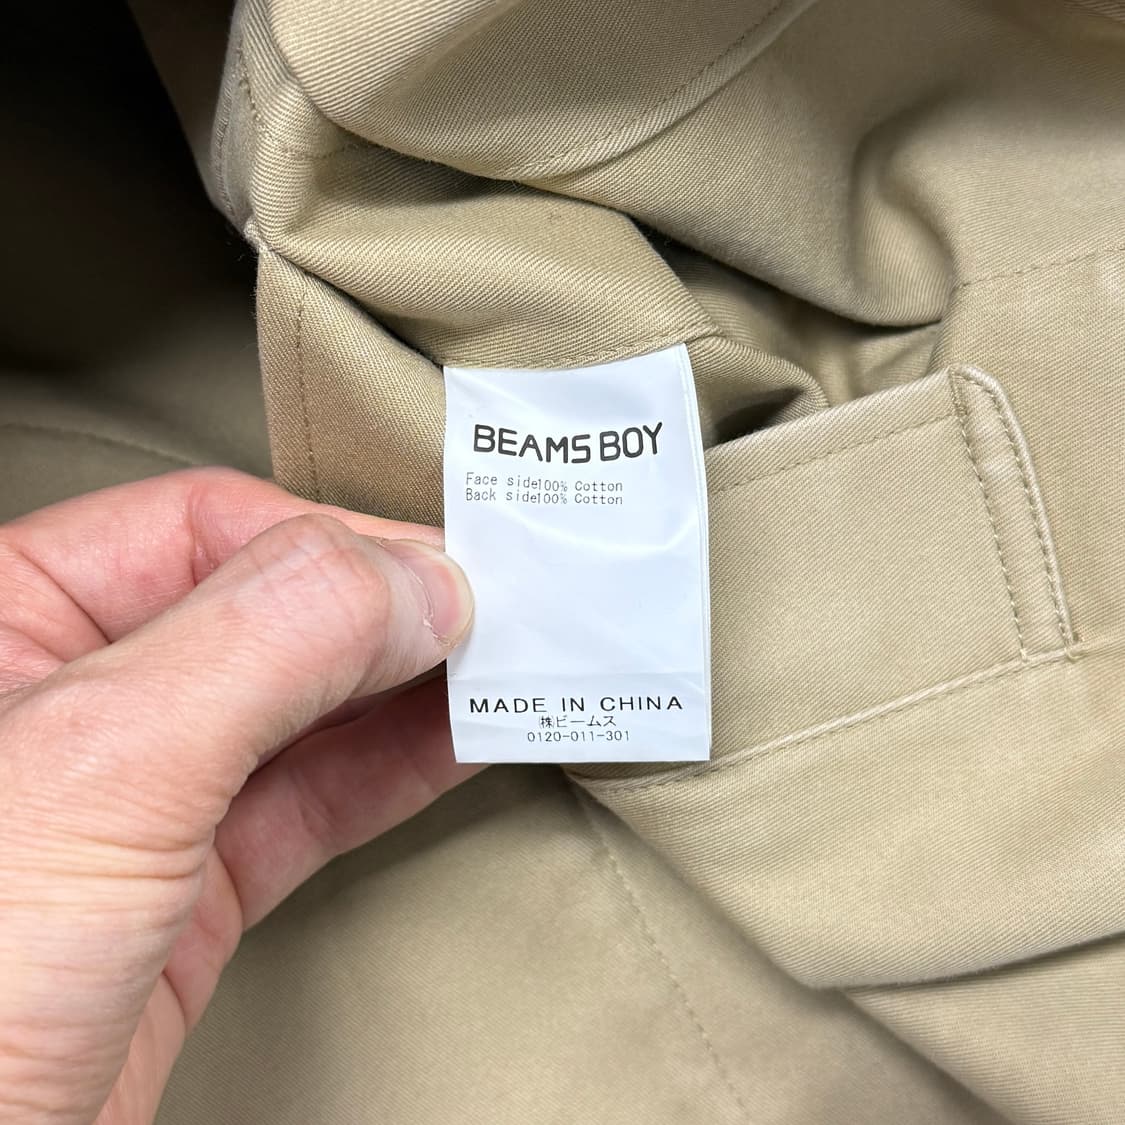 BEAMS BOY
Face side100% Cotton
Back side100% Cotton
MADE IN CHINA
㈱ビームス
0120-011-301